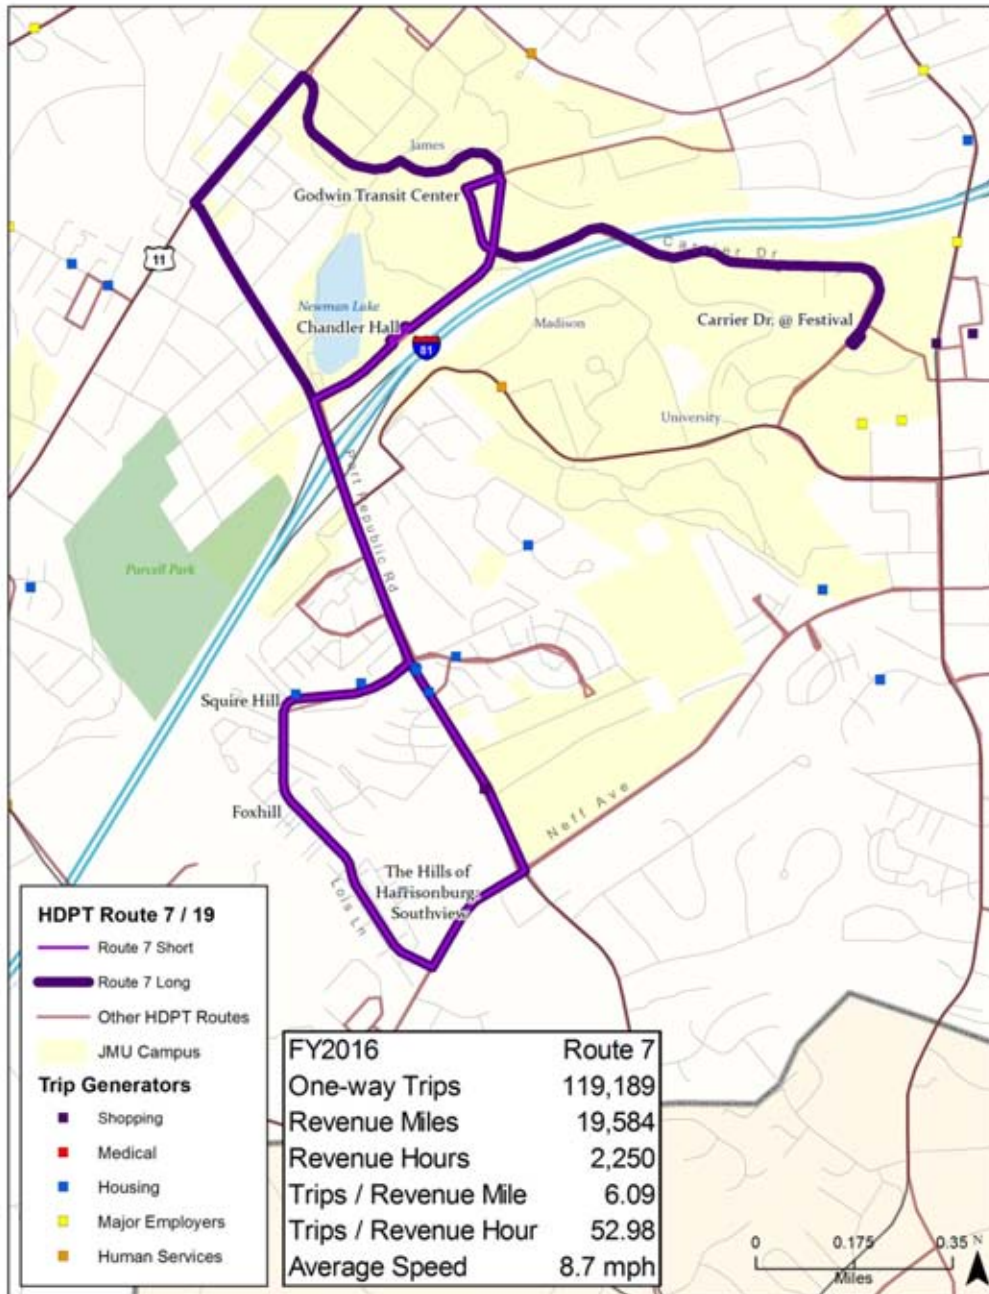 James
Godwin Transit Center
11
Carrier Dr
Newman Lake
Chandler Hall
Madison
Carrier Dr. @ Festival
81
University
Port Republic Rd
Purcell Park
Squire Hill
Foxhill
Neff Ave
The Hills of
Harrisonburg:
Southview
Lois Ln
HDPT Route 7 / 19
Route 7 Short
Route 7 Long
Other HDPT Routes
JMU Campus
Trip Generators
Shopping
Medical
Housing
Major Employers
Human Services
FY2016 Route 7
One-way Trips 119,189
Revenue Miles 19,584
Revenue Hours 2,250
Trips / Revenue Mile 6.09
Trips / Revenue Hour 52.98
Average Speed 8.7 mph
0 0.175 0.35 N
Miles